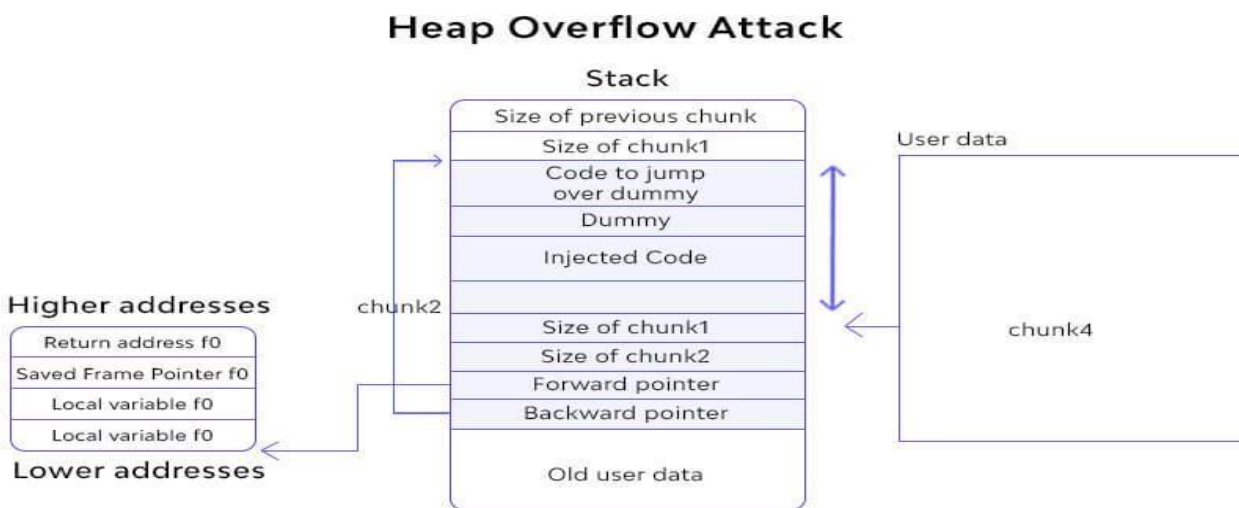 Heap Overflow Attack
Stack
Size of previous chunk
Size of chunk1
Code to jump
over dummy
Dummy
Injected Code
Size of chunk1
Size of chunk2
Forward pointer
Backward pointer
Old user data
chunk2
Higher addresses
Return address f0
Saved Frame Pointer f0
Local variable f0
Local variable f0
Lower addresses
User data
chunk4